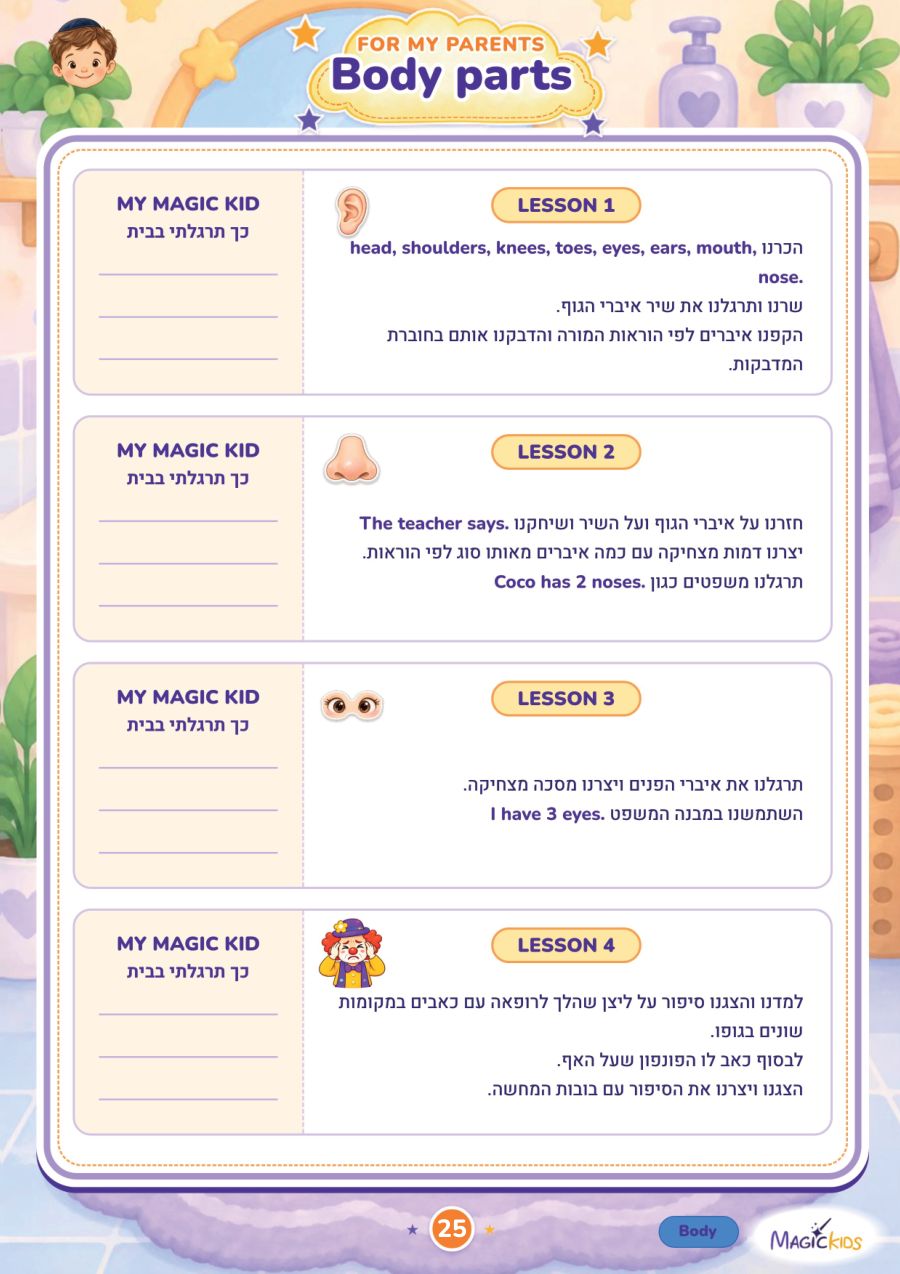 FOR MY PARENTS
Body parts
LESSON 1
הכרנו head, shoulders, knees, toes, eyes, ears, mouth,
nose.
שרנו ותרגלנו את שיר איברי הגוף.
הקפנו איברים לפי הוראות המורה והדבקנו אותם בחוברת
המדבקות.
MY MAGIC KID
כך תרגלתי בבית
LESSON 2
חזרנו על איברי הגוף ועל השיר ושיחקנו The teacher says.
יצרנו דמות מצחיקה עם כמה איברים מאותו סוג לפי הוראות.
תרגלנו משפטים כגון Coco has 2 noses.
MY MAGIC KID
כך תרגלתי בבית
LESSON 3
תרגלנו את איברי הפנים ויצרנו מסכה מצחיקה.
השתמשנו במבנה המשפט I have 3 eyes.
MY MAGIC KID
כך תרגלתי בבית
LESSON 4
למדנו והצגנו סיפור על ליצן שהלך לרופאה עם כאבים במקומות
שונים בגופו.
לבסוף כאב לו הפונפון שעל האף.
הצגנו ויצרנו את הסיפור עם בובות המחשה.
MY MAGIC KID
כך תרגלתי בבית
25
Body
MAGICKIDS